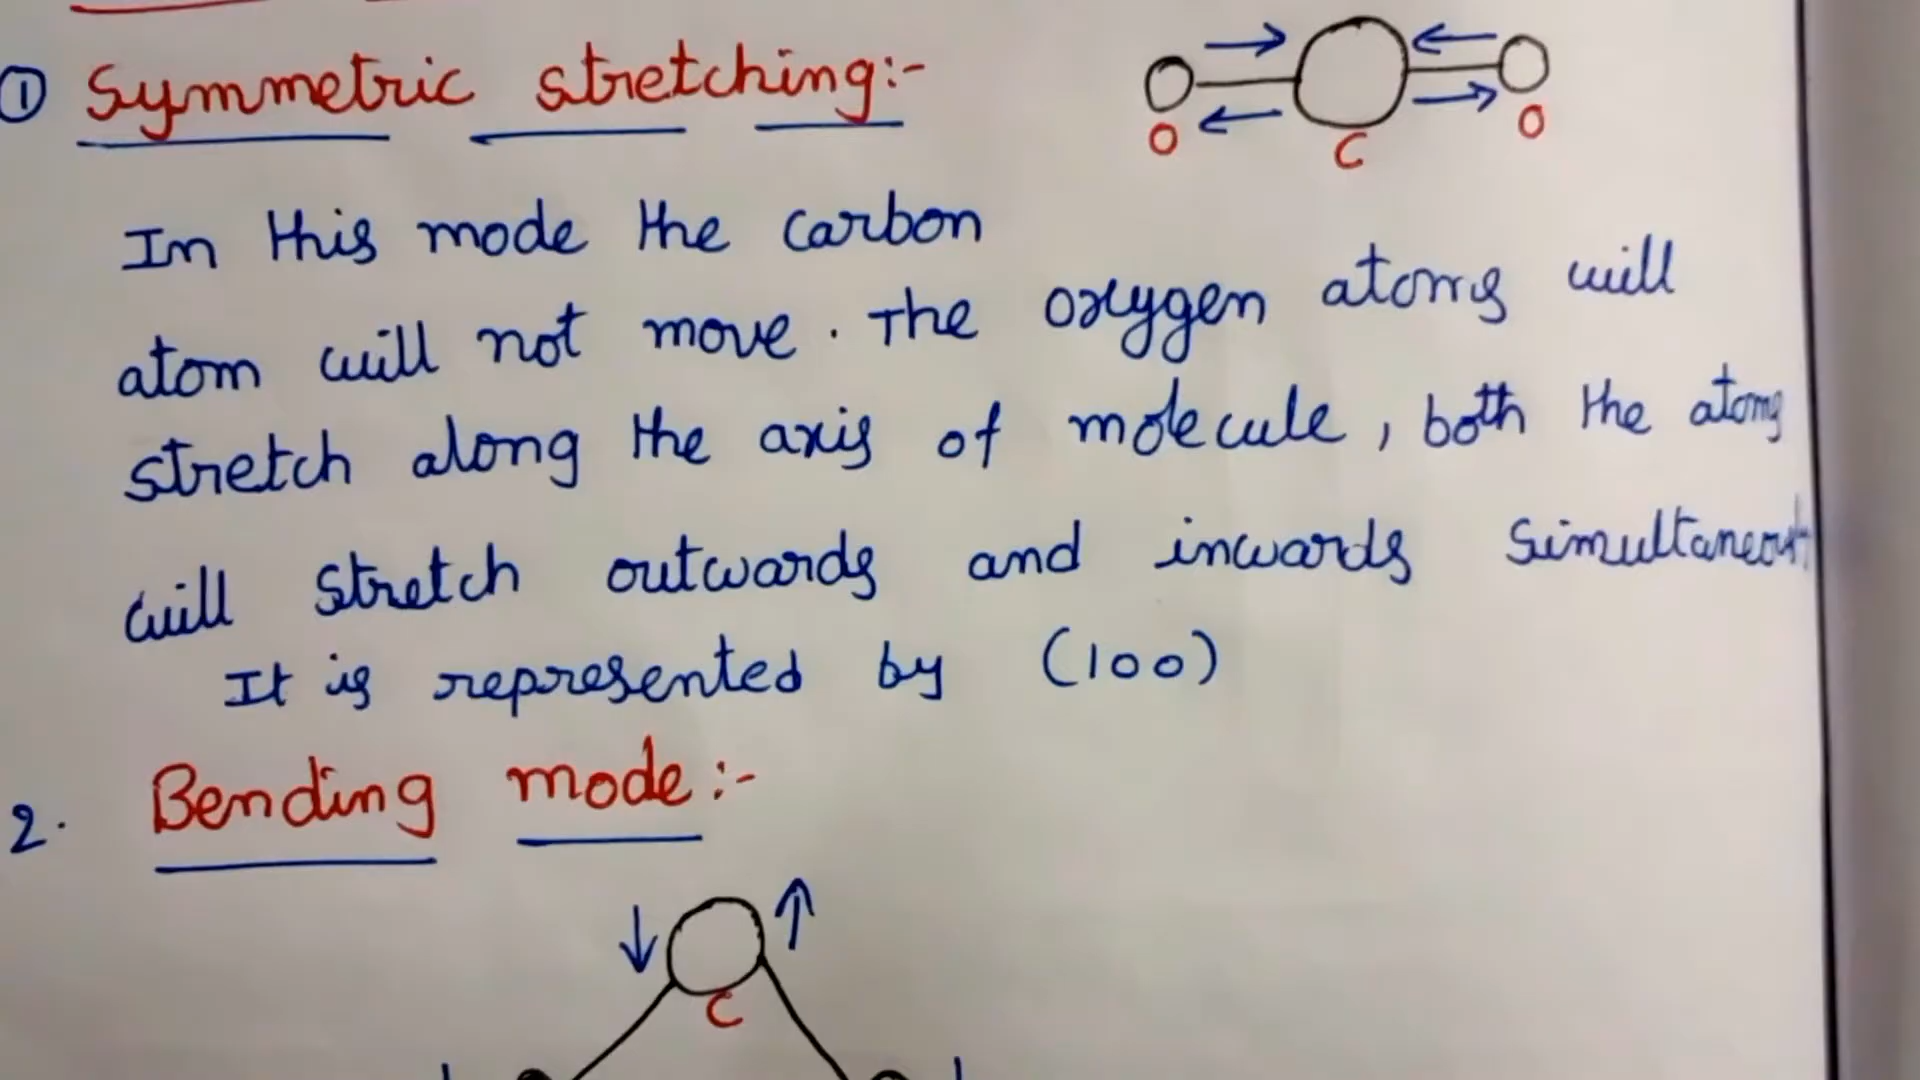 ① Symmetric stretching:-
O C O
In this mode the carbon
atom will not move. The oxygen atoms will
stretch along the axis of molecule, both the atoms
will stretch outwards and inwards
It is represented by (100)
2. Bending mode:-
C